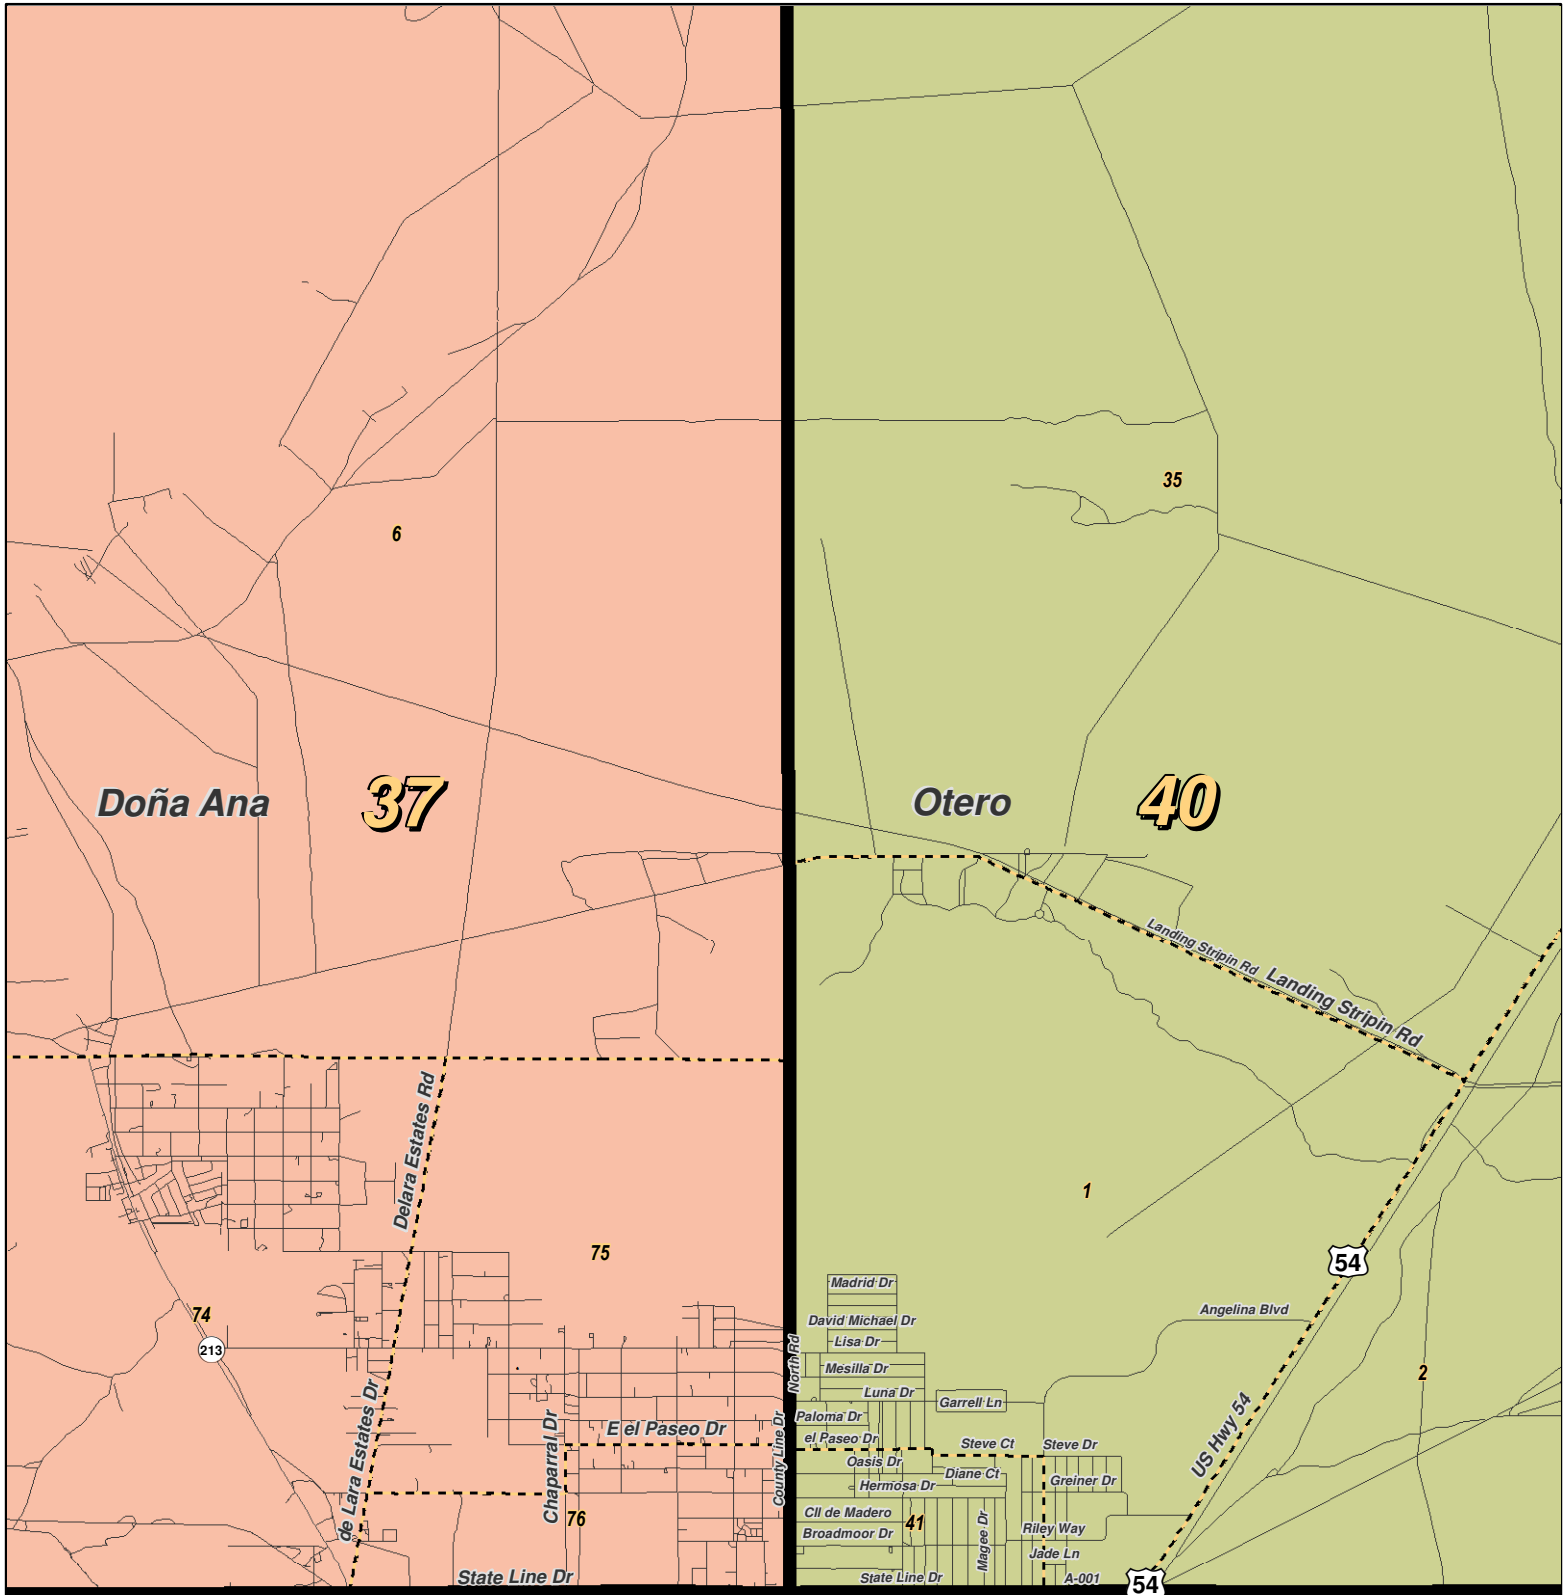 35
6
Doña Ana
37
Otero
40
Landing Stripin Rd
Landing Stripin Rd
Delara Estates Rd
1
75
54
Madrid Dr
Angelina Blvd
74
David Michael Dr
213
Lisa Dr
North Rd
Mesilla Dr
2
Luna Dr
Garrell Ln
de Lara Estates Dr
Chaparral Dr
E el Paseo Dr
County Line Dr
Paloma Dr
el Paseo Dr
Steve Ct
Steve Dr
US Hwy 54
Oasis Dr
Diane Ct
Greiner Dr
Hermosa Dr
76
Cll de Madero
41
Magee Dr
Riley Way
Broadmoor Dr
Jade Ln
State Line Dr
State Line Dr
A-001
54